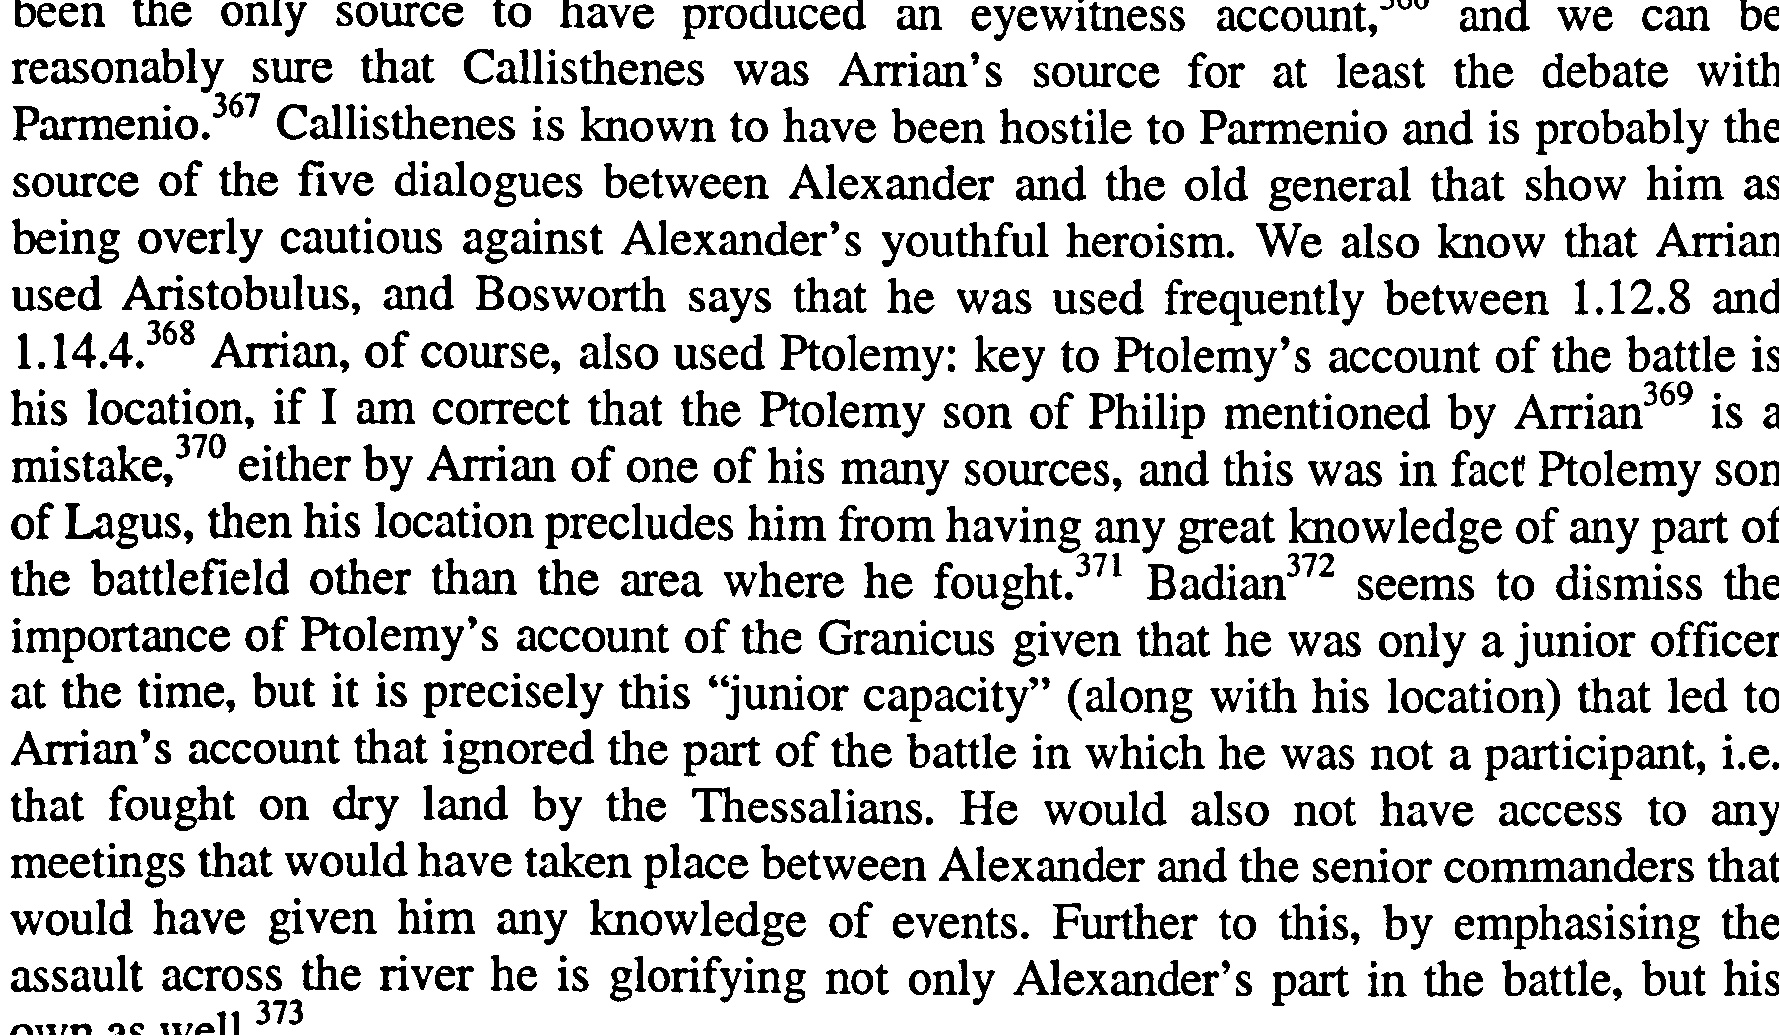 been the only source to have produced an eyewitness account,³⁶⁶ and we can be
reasonably sure that Callisthenes was Arrian's source for at least the debate with
Parmenio.³⁶⁷ Callisthenes is known to have been hostile to Parmenio and is probably the
source of the five dialogues between Alexander and the old general that show him as
being overly cautious against Alexander's youthful heroism. We also know that Arrian
used Aristobulus, and Bosworth says that he was used frequently between 1.12.8 and
1.14.4.³⁶⁸ Arrian, of course, also used Ptolemy: key to Ptolemy's account of the battle is
his location, if I am correct that the Ptolemy son of Philip mentioned by Arrian³⁶⁹ is a
mistake,³⁷⁰ either by Arrian of one of his many sources, and this was in fact Ptolemy son
of Lagus, then his location precludes him from having any great knowledge of any part of
the battlefield other than the area where he fought.³⁷¹ Badian³⁷² seems to dismiss the
importance of Ptolemy's account of the Granicus given that he was only a junior officer
at the time, but it is precisely this “junior capacity” (along with his location) that led to
Arrian's account that ignored the part of the battle in which he was not a participant, i.e.
that fought on dry land by the Thessalians. He would also not have access to any
meetings that would have taken place between Alexander and the senior commanders that
would have given him any knowledge of events. Further to this, by emphasising the
assault across the river he is glorifying not only Alexander's part in the battle, but his
own as well.³⁷³